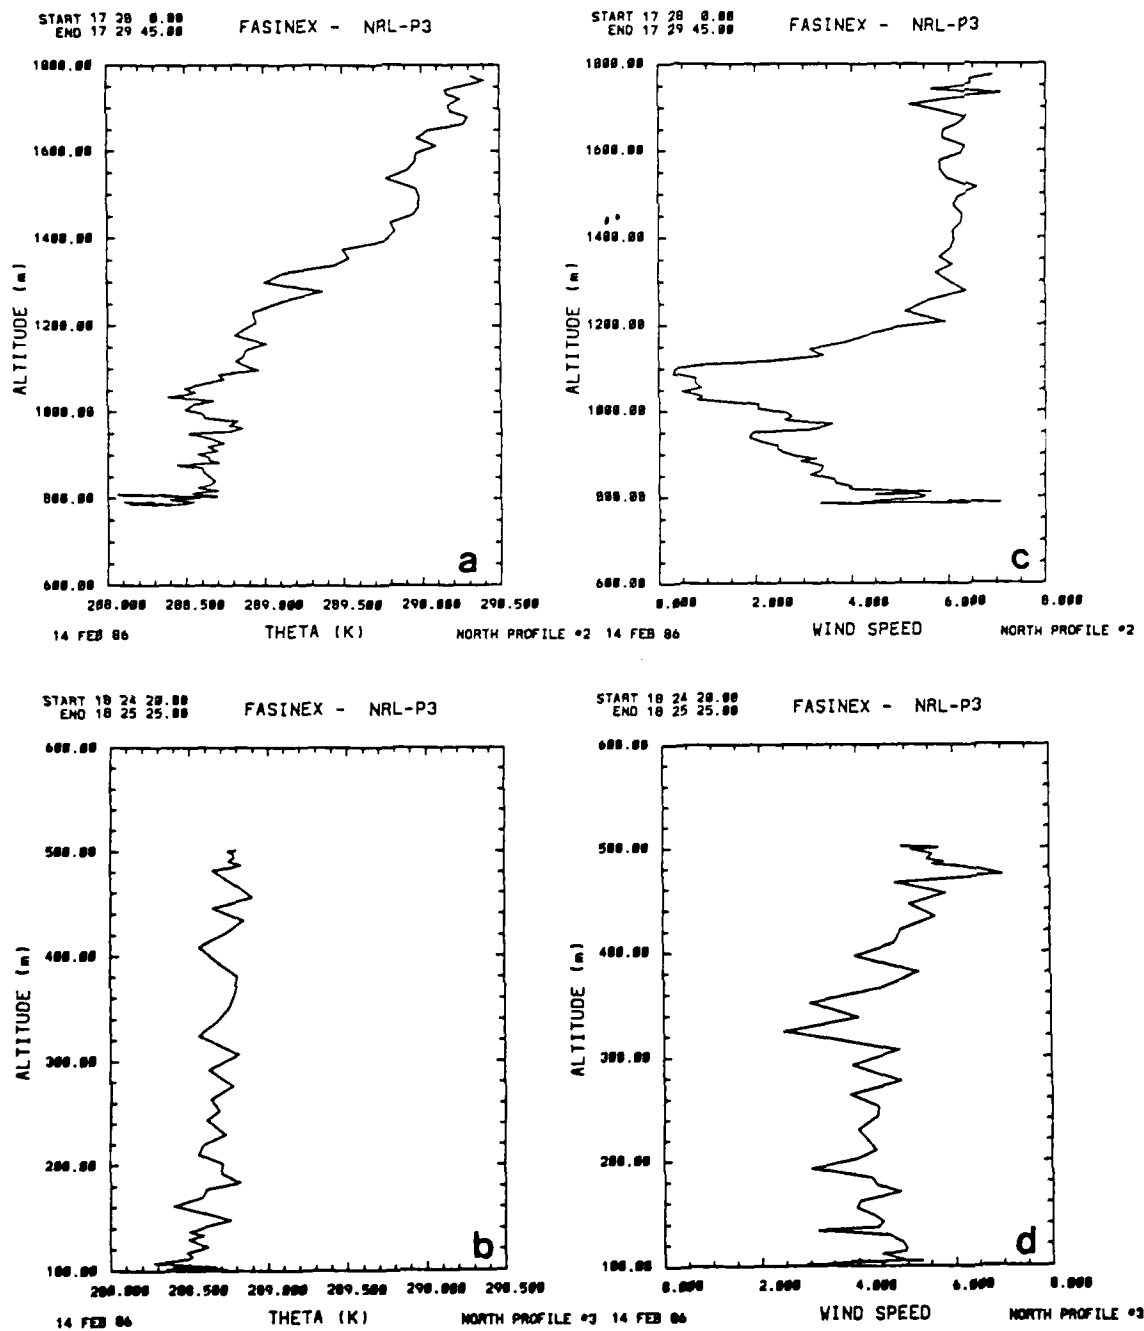 START 17 28 0.00
END 17 29 45.00
FASINEX - NRL-P3
1800.00
1600.00
1400.00
1200.00
1000.00
800.00
600.00
ALTITUDE (m)
a
288.000 288.500 289.000 289.500 290.000 290.500
14 FEB 86 THETA (K) NORTH PROFILE #2
START 17 28 0.00
END 17 29 45.00
FASINEX - NRL-P3
1800.00
1600.00
1400.00
1200.00
1000.00
800.00
600.00
ALTITUDE (m)
c
0.000 2.000 4.000 6.000 8.000
14 FEB 86 WIND SPEED NORTH PROFILE #2
START 18 24 20.00
END 18 25 25.00
FASINEX - NRL-P3
600.00
500.00
400.00
300.00
200.00
100.00
ALTITUDE (m)
b
288.000 288.500 289.000 289.500 290.000 290.500
14 FEB 86 THETA (K) NORTH PROFILE #3
START 18 24 20.00
END 18 25 25.00
FASINEX - NRL-P3
600.00
500.00
400.00
300.00
200.00
100.00
ALTITUDE (m)
d
0.000 2.000 4.000 6.000 8.000
14 FEB 86 WIND SPEED NORTH PROFILE #3